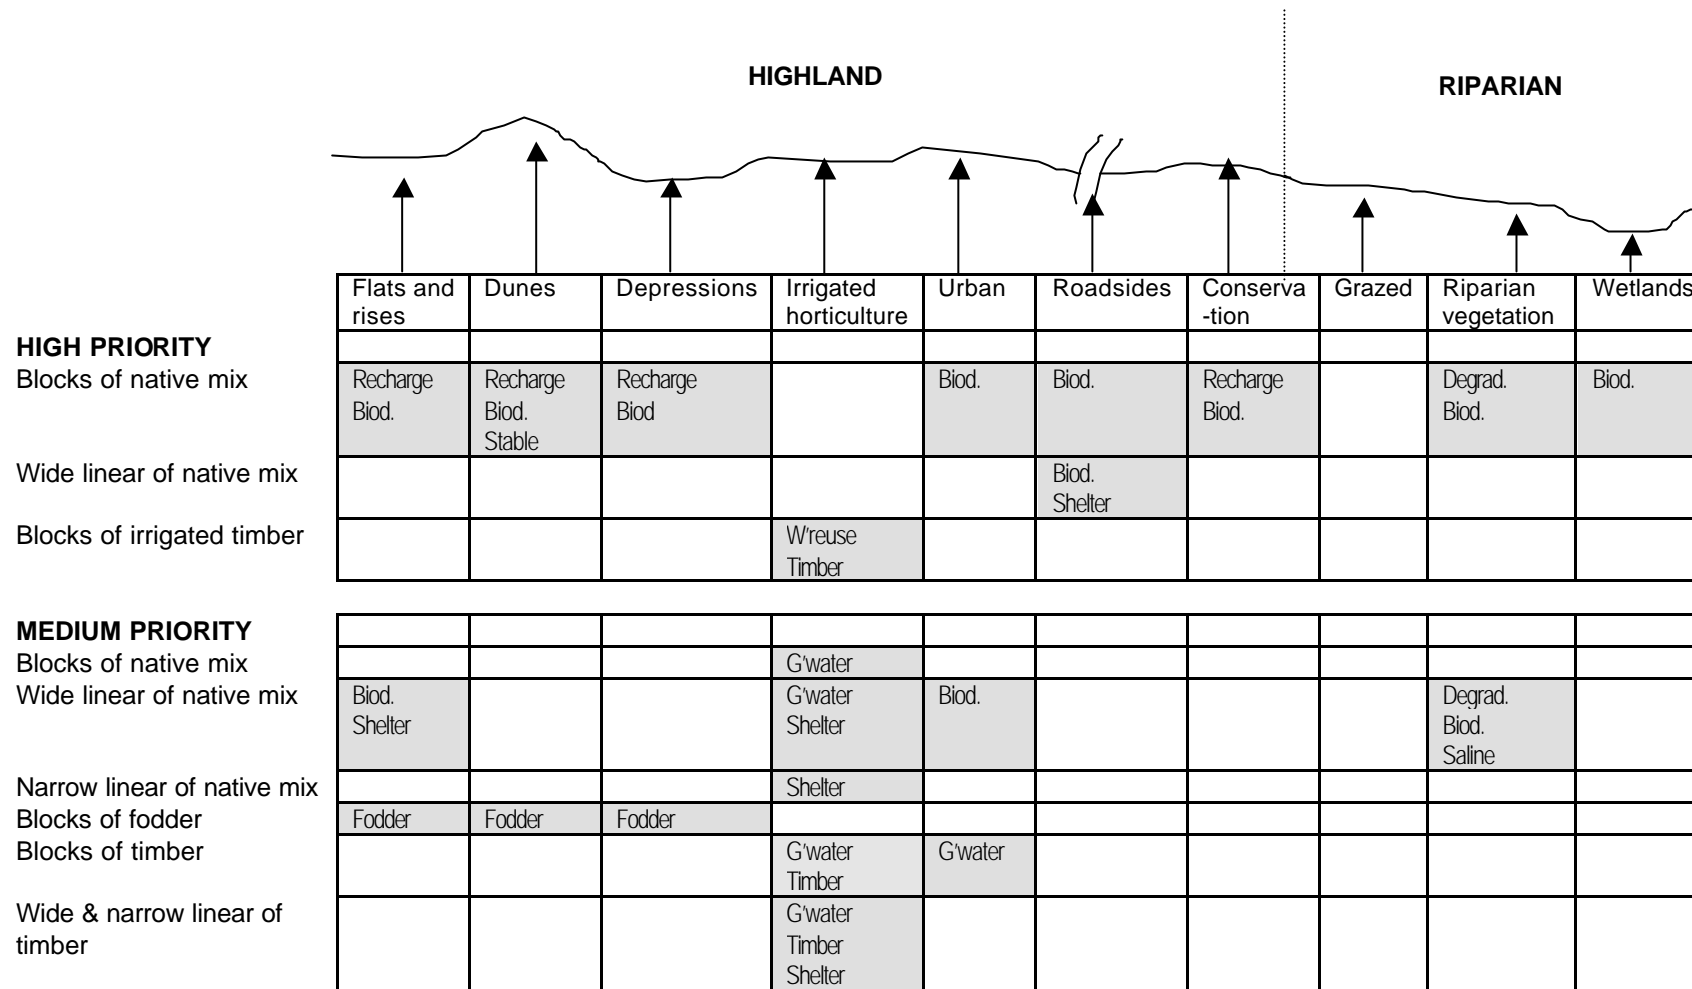 HIGHLAND
RIPARIAN
Flats and rises Dunes Depressions Irrigated horticulture Urban Roadsides Conserva-tion Grazed Riparian vegetation Wetlands
HIGH PRIORITY
Blocks of native mix
Recharge Recharge Recharge Biod. Biod. Recharge Degrad. Biod.
Biod. Biod. Biod Biod. Biod.
Stable
Wide linear of native mix Biod.
Shelter
Blocks of irrigated timber W'reuse
Timber
MEDIUM PRIORITY
Blocks of native mix G'water
Wide linear of native mix Biod. G'water Biod. Degrad.
Shelter Shelter Biod.
Saline
Narrow linear of native mix Shelter
Blocks of fodder Fodder Fodder Fodder
Blocks of timber G'water G'water
Timber
Wide & narrow linear of G'water
timber Timber
Shelter